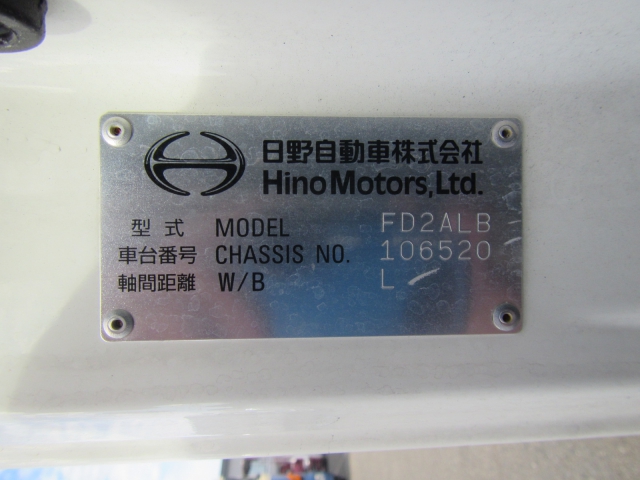 日野自動車株式会社
Hino Motors, Ltd.
型式 MODEL FD2ALB
車台番号 CHASSIS NO. 106520
軸間距離 W/B L